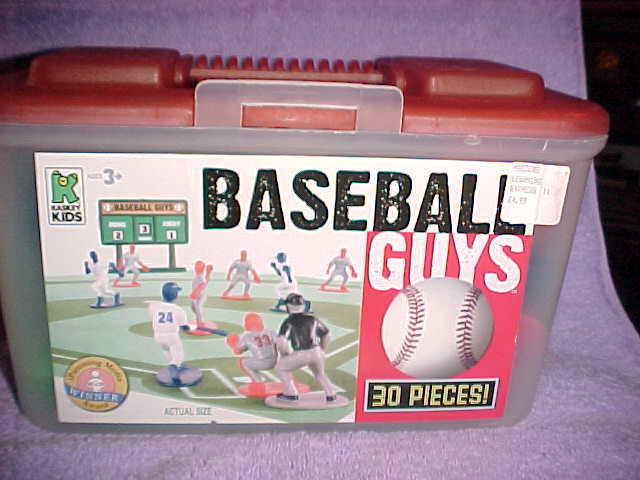 KASKEY
KIDS
AGES 3+
BASEBALL
GUYS
BASEBALL GUYS
HOME AWAY
2 3 1
24
33
WINNER
Award
ACTUAL SIZE
30 PIECES!